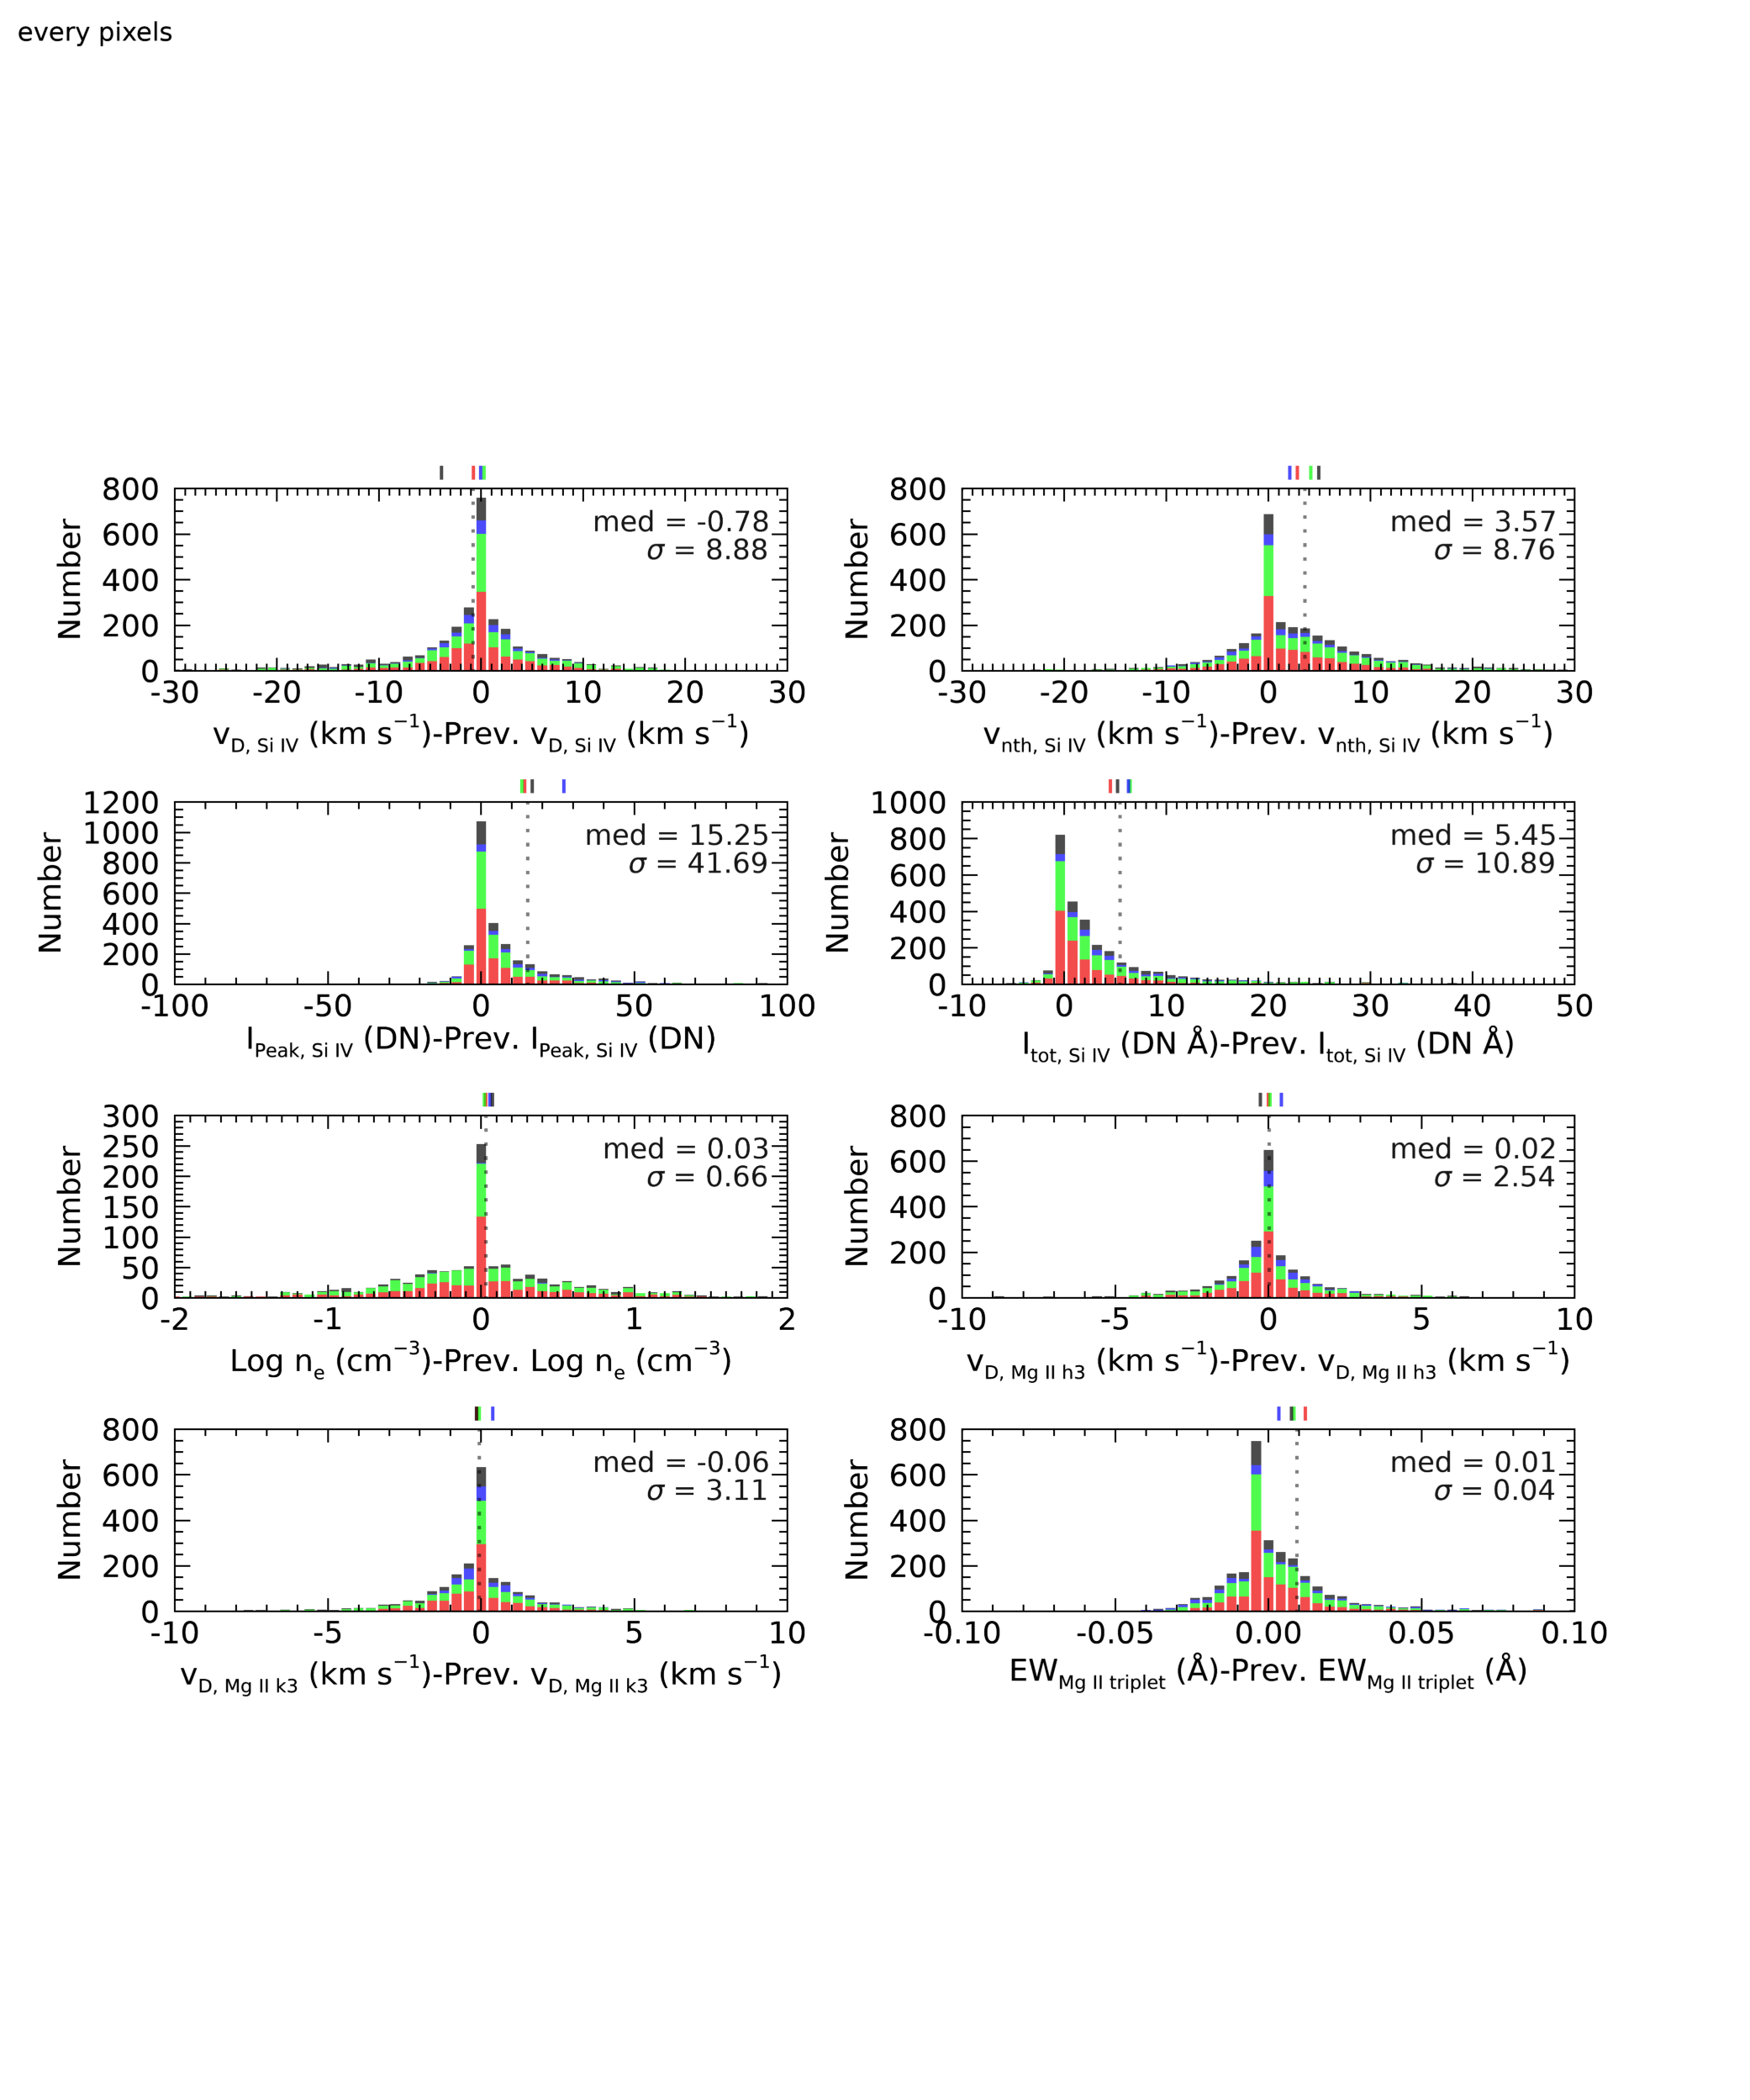 every pixels
800
600
400
200
0
Number
med = -0.78
σ = 8.88
-30 -20 -10 0 10 20 30
v_D, Si IV (km s⁻¹)-Prev. v_D, Si IV (km s⁻¹)
800
600
400
200
0
Number
med = 3.57
σ = 8.76
-30 -20 -10 0 10 20 30
v_nth, Si IV (km s⁻¹)-Prev. v_nth, Si IV (km s⁻¹)
1200
1000
800
600
400
200
0
Number
med = 15.25
σ = 41.69
-100 -50 0 50 100
I_Peak, Si IV (DN)-Prev. I_Peak, Si IV (DN)
1000
800
600
400
200
0
Number
med = 5.45
σ = 10.89
-10 0 10 20 30 40 50
I_tot, Si IV (DN Å)-Prev. I_tot, Si IV (DN Å)
300
250
200
150
100
50
0
Number
med = 0.03
σ = 0.66
-2 -1 0 1 2
Log n_e (cm⁻³)-Prev. Log n_e (cm⁻³)
800
600
400
200
0
Number
med = 0.02
σ = 2.54
-10 -5 0 5 10
v_D, Mg II h3 (km s⁻¹)-Prev. v_D, Mg II h3 (km s⁻¹)
800
600
400
200
0
Number
med = -0.06
σ = 3.11
-10 -5 0 5 10
v_D, Mg II k3 (km s⁻¹)-Prev. v_D, Mg II k3 (km s⁻¹)
800
600
400
200
0
Number
med = 0.01
σ = 0.04
-0.10 -0.05 0.00 0.05 0.10
EW_Mg II triplet (Å)-Prev. EW_Mg II triplet (Å)